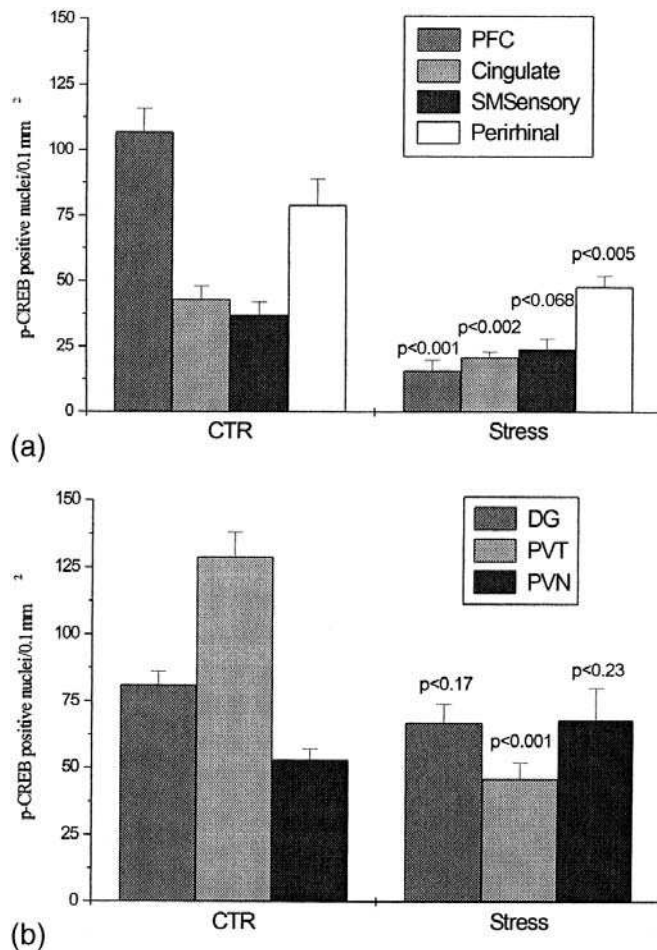 150
125
100
75
50
25
0
p-CREB positive nuclei/0.1 mm 2
PFC
Cingulate
SMSensory
Perirhinal
p<0.001
p<0.002
p<0.068
p<0.005
CTR
Stress
(a)
150
125
100
75
50
25
0
p-CREB positive nuclei/0.1 mm 2
DG
PVT
PVN
p<0.17
p<0.001
p<0.23
CTR
Stress
(b)